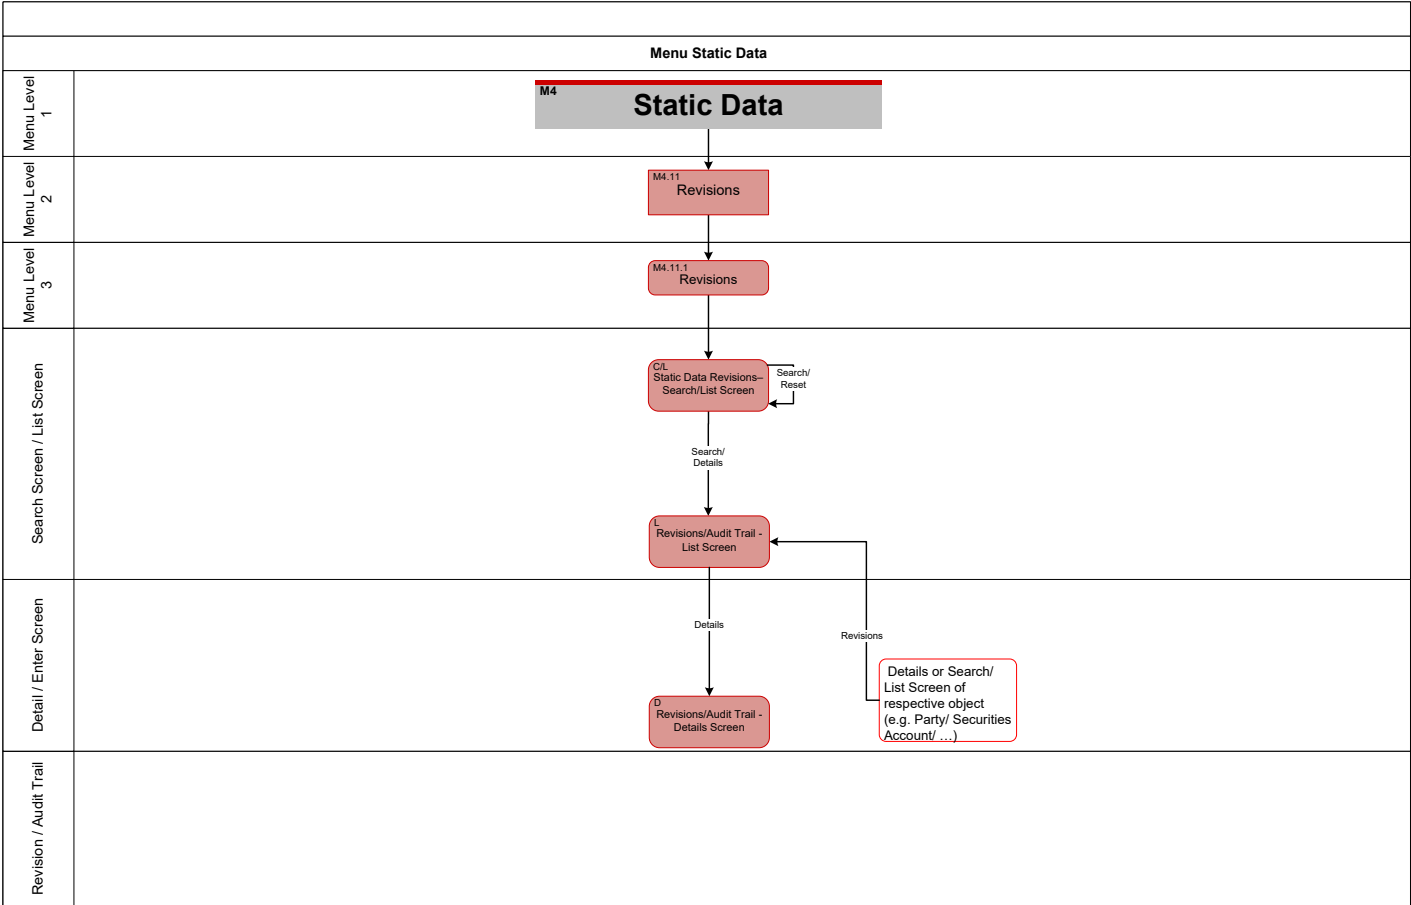 Menu Static Data
Menu Level
1
M4
Static Data
Menu Level
2
M4.11
Revisions
Menu Level
3
M4.11.1
Revisions
Search Screen / List Screen
C/L
Static Data Revisions–
Search/List Screen
Search/
Reset
Search/
Details
L
Revisions/Audit Trail -
List Screen
Detail / Enter Screen
Details
Revisions
Details or Search/
List Screen of
respective object
(e.g. Party/ Securities
Account/ …)
D
Revisions/Audit Trail -
Details Screen
Revision / Audit Trail